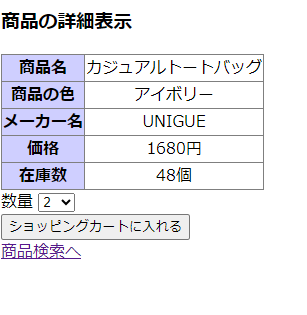 商品の詳細表示
商品名 カジュアルトートバッグ
商品の色 アイボリー
メーカー名 UNIGUE
価格 1680円
在庫数 48個
数量 2
ショッピングカートに入れる
商品検索へ